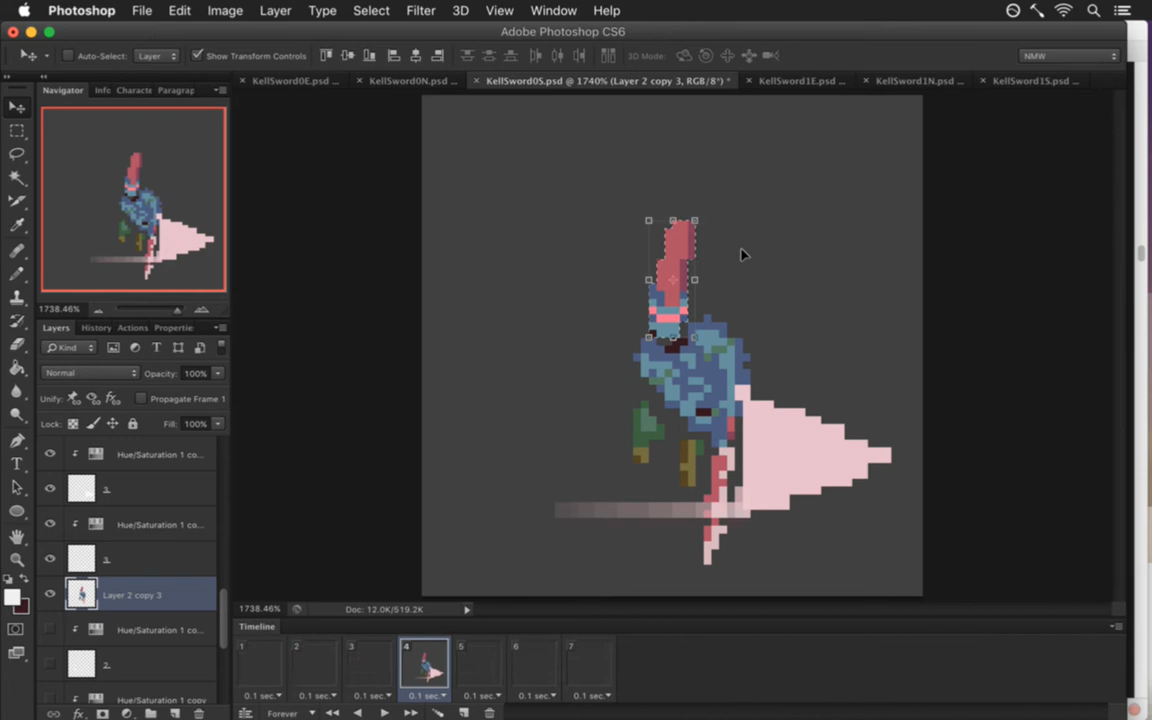 Photoshop File Edit Image Layer Type Select Filter 3D View Window Help
Adobe Photoshop CS6
Auto-Select: Layer Show Transform Controls 3D Mode: NMW
KellSword0E.psd ... KellSword0N.psd ... KellSword0S.psd @ 1740% (Layer 2 copy 3, RGB/8*) * KellSword1E.psd ... KellSword1N.psd ... KellSword1S.psd ...
Navigator Info Characte Paragrap
1738.46%
Layers History Actions Propertie
Kind
Normal Opacity: 100%
Unify: Propagate Frame 1
Lock: Fill: 100%
Hue/Saturation 1 co...
3.
Hue/Saturation 1 co...
3.
Layer 2 copy 3
Hue/Saturation 1 co...
2.
Hue/Saturation 1 copy
1738.46% Doc: 12.0K/519.2K
Timeline
1 2 3 4 5 6 7
0.1 sec. 0.1 sec. 0.1 sec. 0.1 sec. 0.1 sec. 0.1 sec. 0.1 sec.
Forever
fx